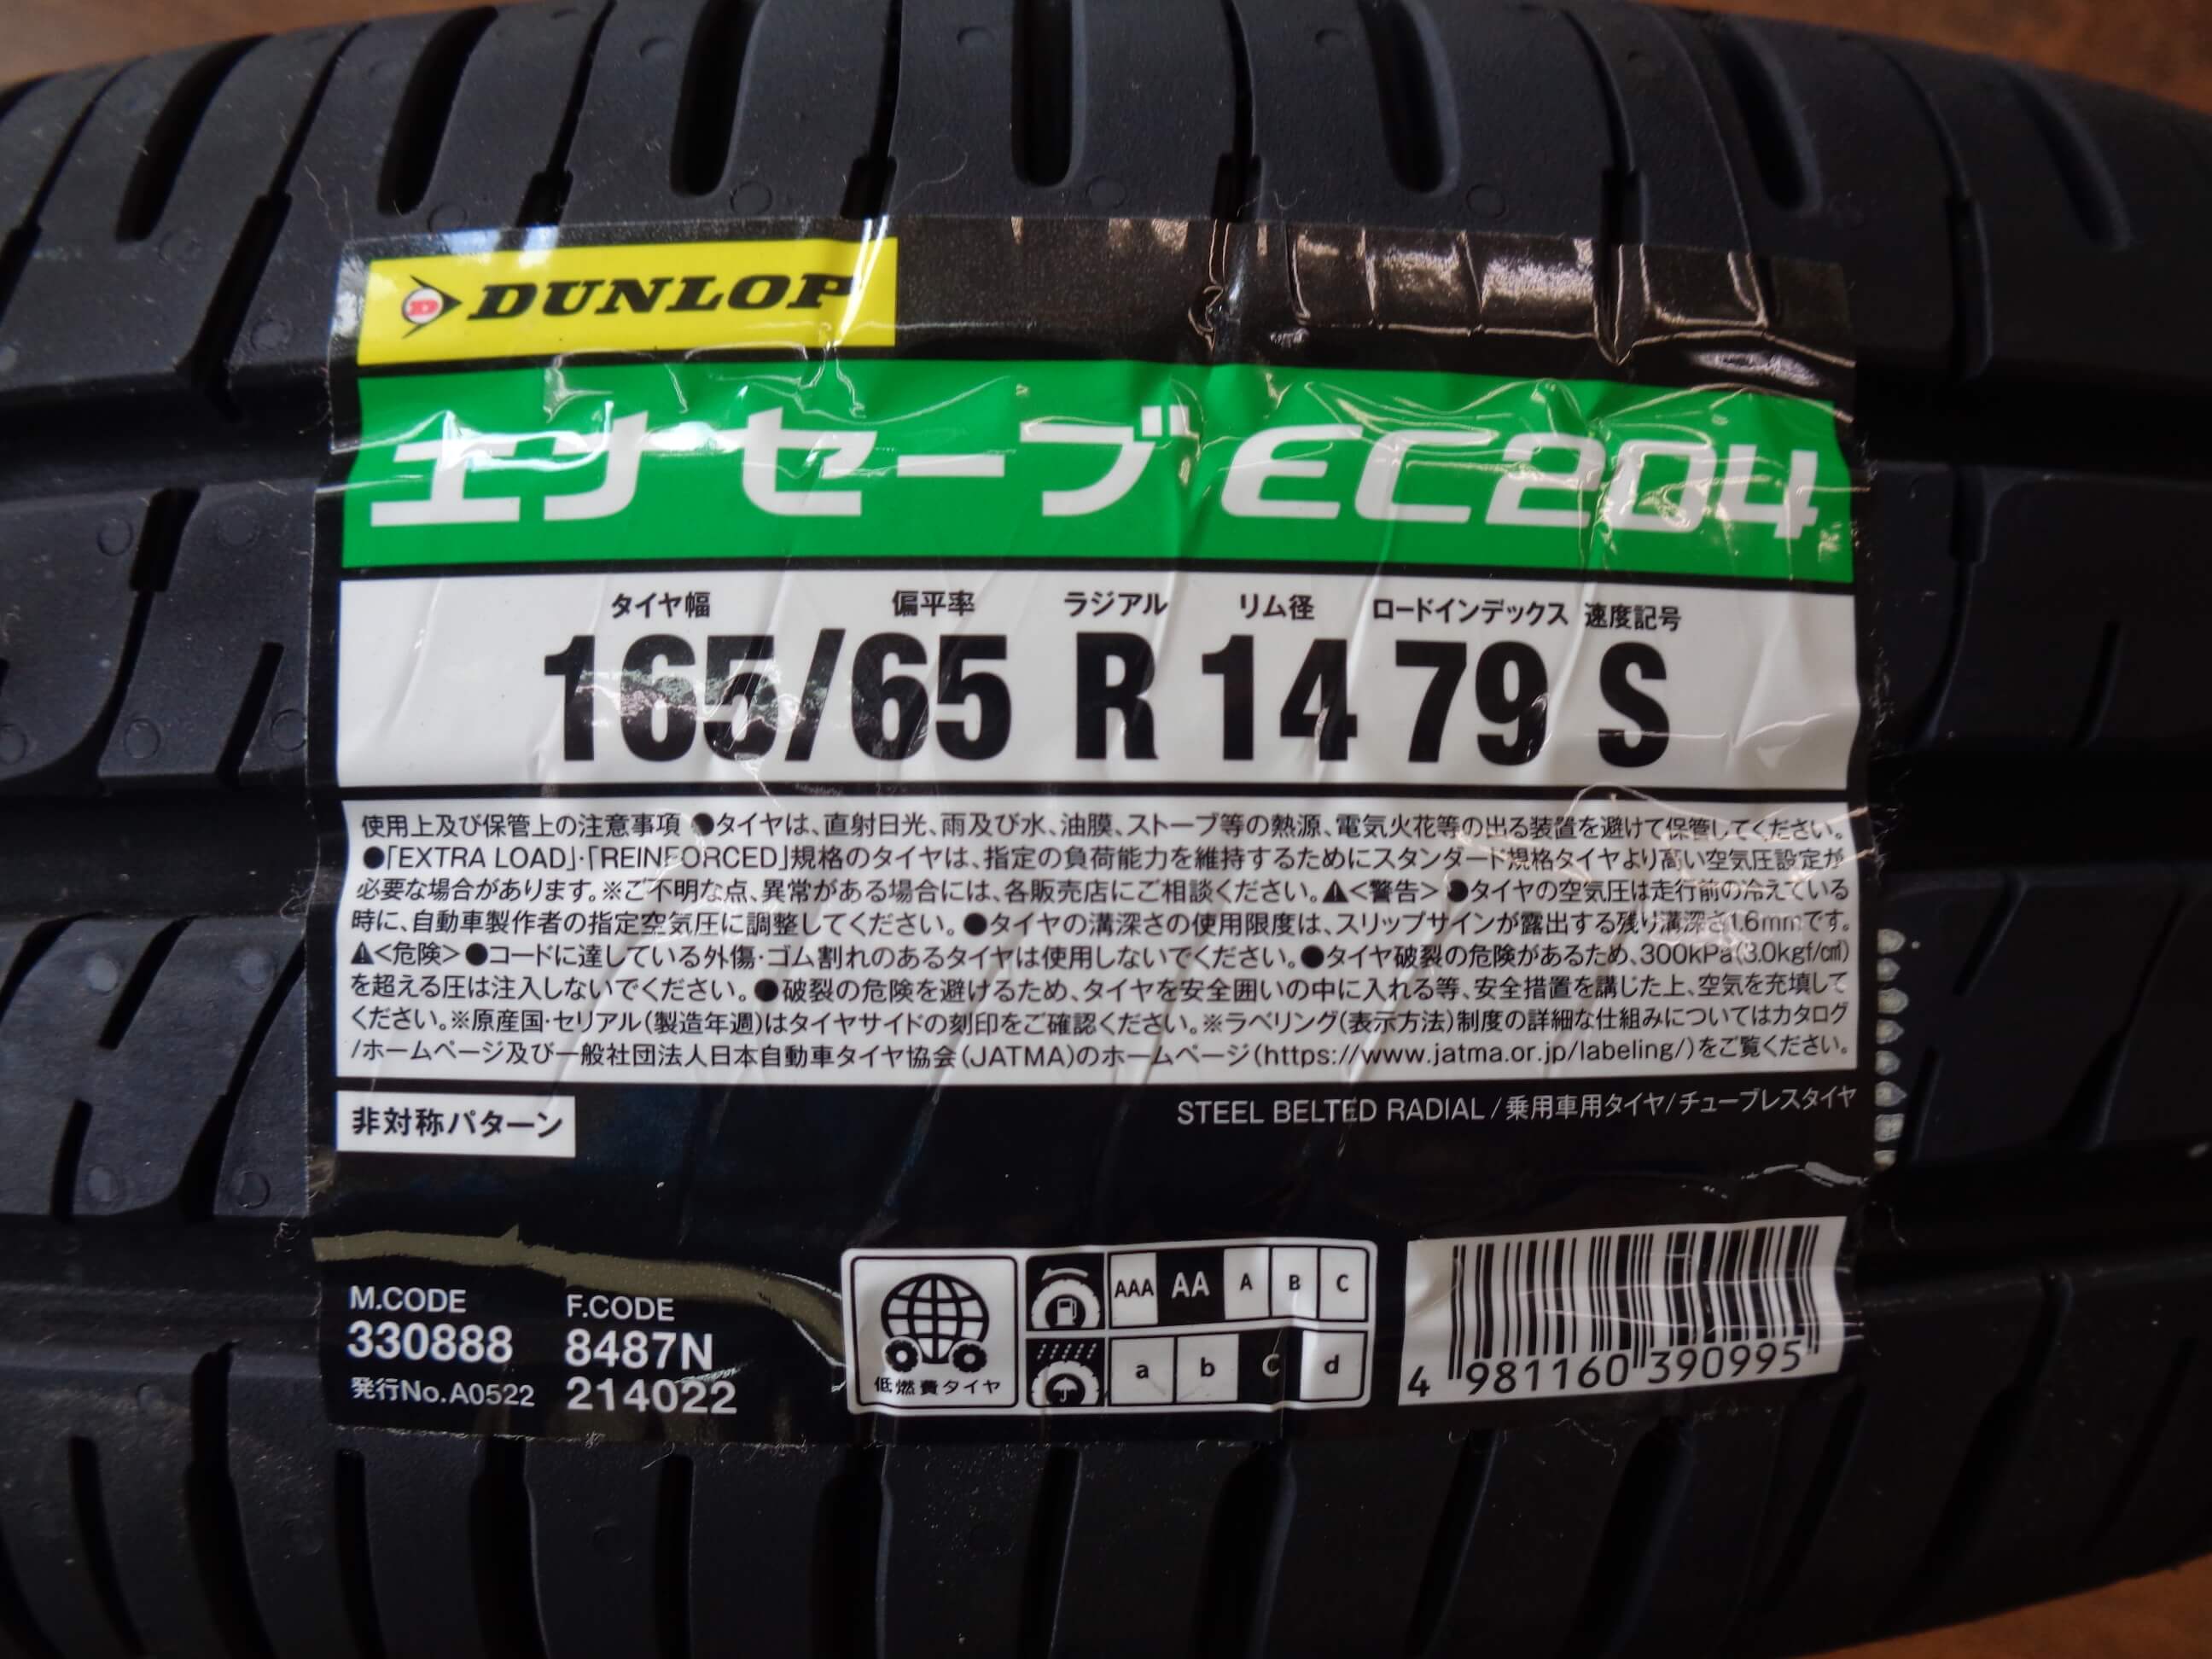 DUNLOP
エナセーブ EC204
タイヤ幅 偏平率 ラジアル リム径 ロードインデックス 速度記号
165/65 R 14 79 S
使用上及び保管上の注意事項 ●タイヤは、直射日光、雨及び水、油膜、ストーブ等の熱源、電気火花等の出る装置を避けて保管してください。
●「EXTRA LOAD」・「REINFORCED」規格のタイヤは、指定の負荷能力を維持するためにスタンダード規格タイヤより高い空気圧設定が
必要な場合があります。※ご不明な点、異常がある場合には、各販売店にご相談ください。⚠<警告> ●タイヤの空気圧は走行前の冷えている
時に、自動車製作者の指定空気圧に調整してください。●タイヤの溝深さの使用限度は、スリップサインが露出する残り溝深さ1.6mmです。
⚠<危険> ●コードに達している外傷・ゴム割れのあるタイヤは使用しないでください。●タイヤ破裂の危険があるため、300kPa(3.0kgf/c㎡)
を超える圧は注入しないでください。●破裂の危険を避けるため、タイヤを安全囲いの中に入れる等、安全措置を講じた上、空気を充填して
ください。※原産国・セリアル(製造年週)はタイヤサイドの刻印をご確認ください。※ラベリング(表示方法)制度の詳細な仕組みについてはカタログ
/ホームページ及び一般社団法人日本自動車タイヤ協会(JATMA)のホームページ(https://www.jatma.or.jp/labeling/)をご覧ください。
非対称パターン
STEEL BELTED RADIAL/乗用車用タイヤ/チューブレスタイヤ
M.CODE F.CODE
330888 8487N
発行No.A0522 214022
低燃費タイヤ
AAA AA A B C
a b c d
4 981160 390995